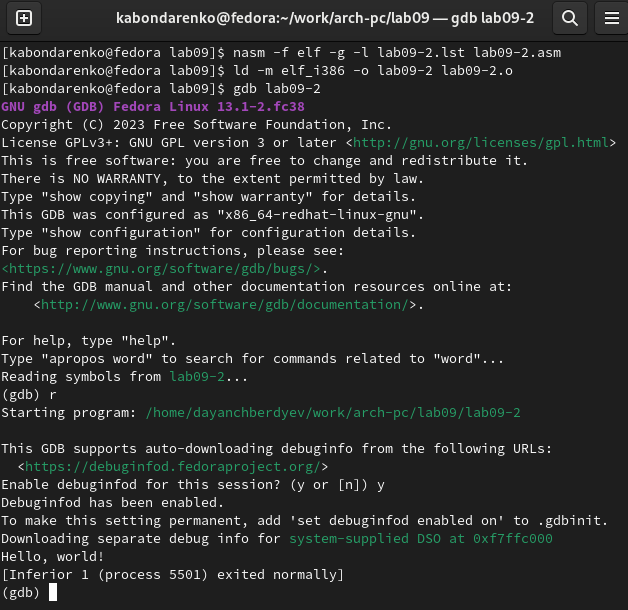 kabondarenko@fedora:~/work/arch-pc/lab09 — gdb lab09-2
[kabondarenko@fedora lab09]$ nasm -f elf -g -l lab09-2.lst lab09-2.asm
[kabondarenko@fedora lab09]$ ld -m elf_i386 -o lab09-2 lab09-2.o
[kabondarenko@fedora lab09]$ gdb lab09-2
GNU gdb (GDB) Fedora Linux 13.1-2.fc38
Copyright (C) 2023 Free Software Foundation, Inc.
License GPLv3+: GNU GPL version 3 or later <http://gnu.org/licenses/gpl.html>
This is free software: you are free to change and redistribute it.
There is NO WARRANTY, to the extent permitted by law.
Type "show copying" and "show warranty" for details.
This GDB was configured as "x86_64-redhat-linux-gnu".
Type "show configuration" for configuration details.
For bug reporting instructions, please see:
<https://www.gnu.org/software/gdb/bugs/>.
Find the GDB manual and other documentation resources online at:
    <http://www.gnu.org/software/gdb/documentation/>.

For help, type "help".
Type "apropos word" to search for commands related to "word"...
Reading symbols from lab09-2...
(gdb) r
Starting program: /home/dayanchberdyev/work/arch-pc/lab09/lab09-2

This GDB supports auto-downloading debuginfo from the following URLs:
  <https://debuginfod.fedoraproject.org/>
Enable debuginfod for this session? (y or [n]) y
Debuginfod has been enabled.
To make this setting permanent, add 'set debuginfod enabled on' to .gdbinit.
Downloading separate debug info for system-supplied DSO at 0xf7ffc000
Hello, world!
[Inferior 1 (process 5501) exited normally]
(gdb)